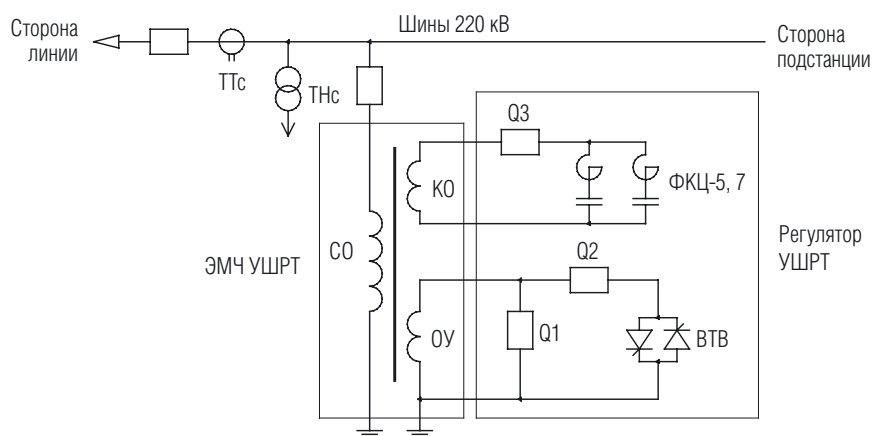 Сторона
линии
Шины 220 кВ
Сторона
подстанции
ТТс
ТНс
Q3
КО
ФКЦ-5, 7
СО
ЭМЧ УШРТ
Регулятор
УШРТ
Q2
ОУ
Q1
ВТВ